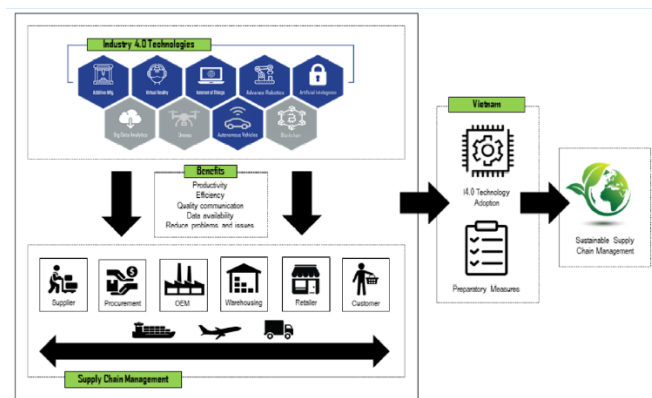 Industry 4.0 Technologies
Additive Mfg.
Virtual Reality
Internet of Things
Advance Robotics
Artificial Intelligence
Big Data Analytics
Drones
Autonomous Vehicles
Blockchain
Benefits
Productivity
Efficiency
Quality communication
Data availability
Reduce problems and issues
Supplier
Procurement
OEM
Warehousing
Retailer
Customer
Supply Chain Management
Vietnam
I4.0 Technology
Adoption
Preparatory Measures
Sustainable Supply
Chain Management